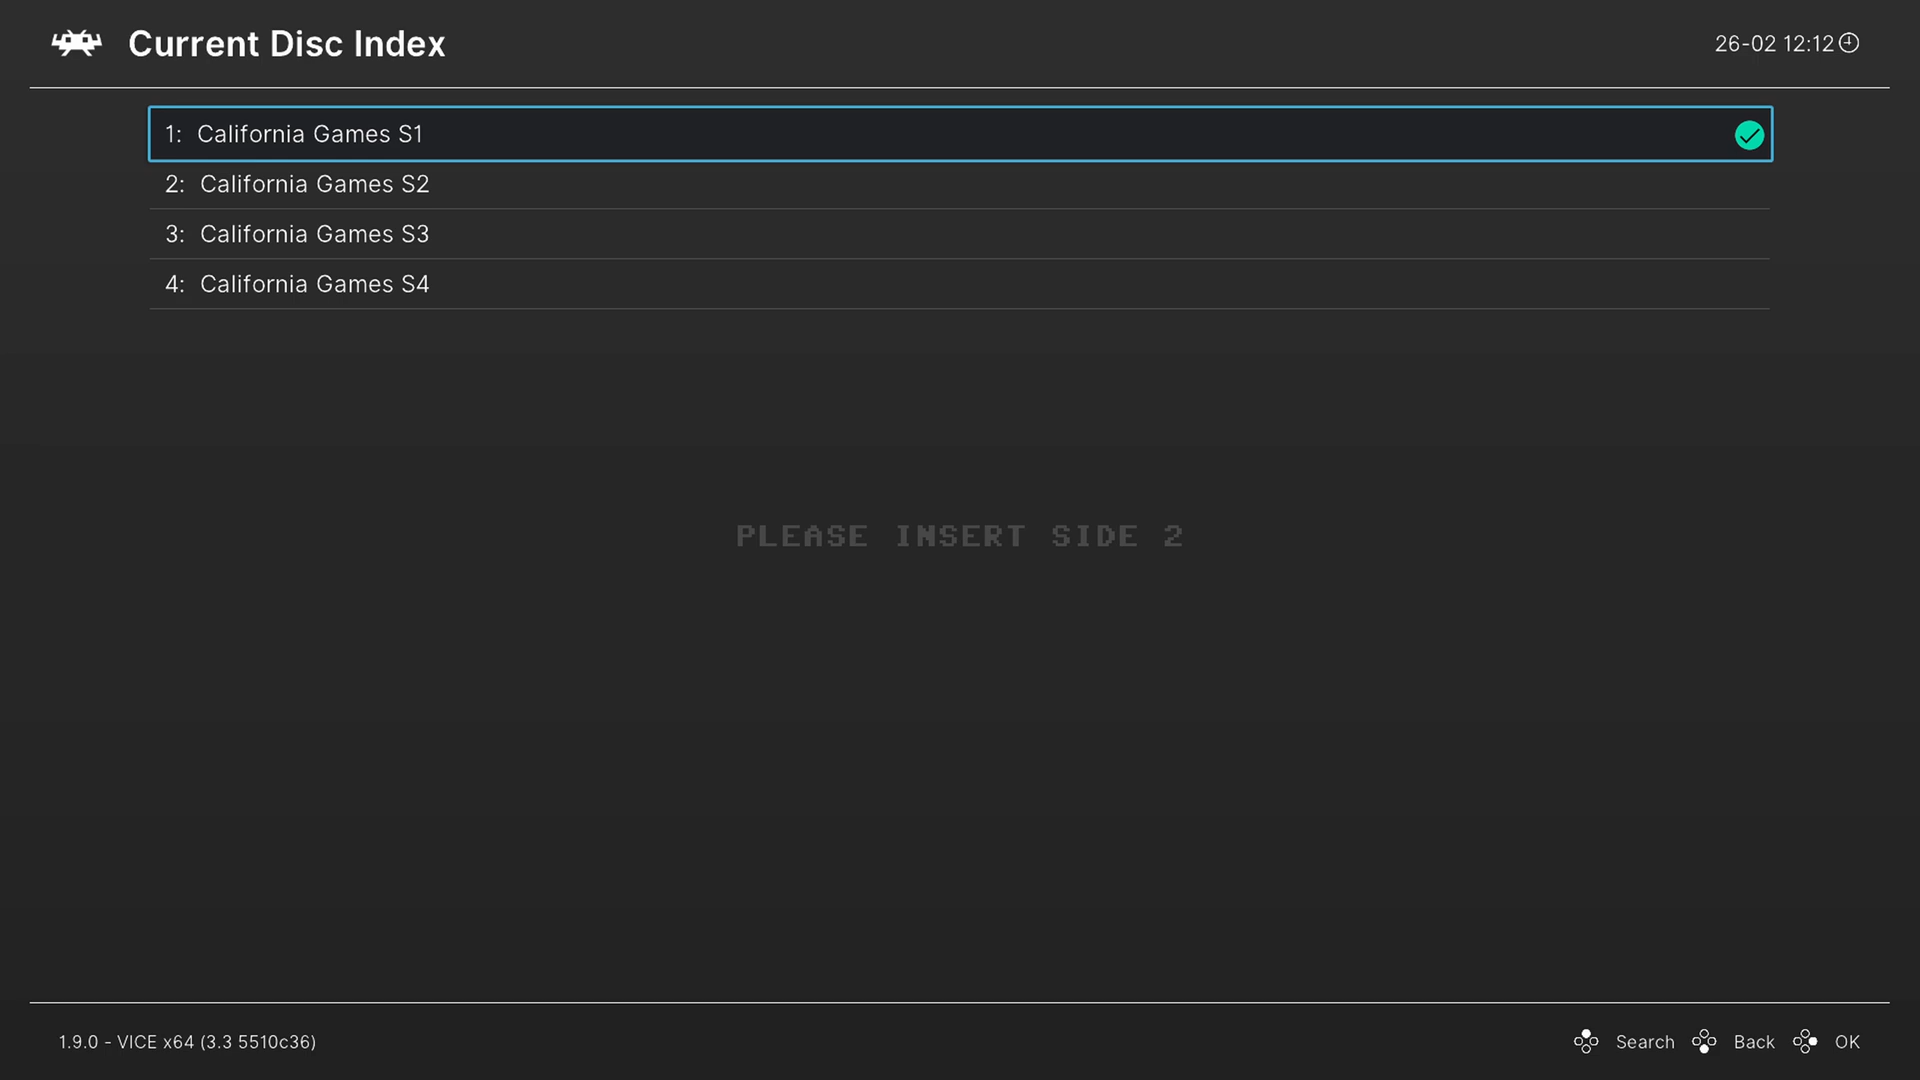 Current Disc Index
26-02 12:12
1: California Games S1
2: California Games S2
3: California Games S3
4: California Games S4
PLEASE INSERT SIDE 2
1.9.0 - VICE x64 (3.3 5510c36)
Search Back OK